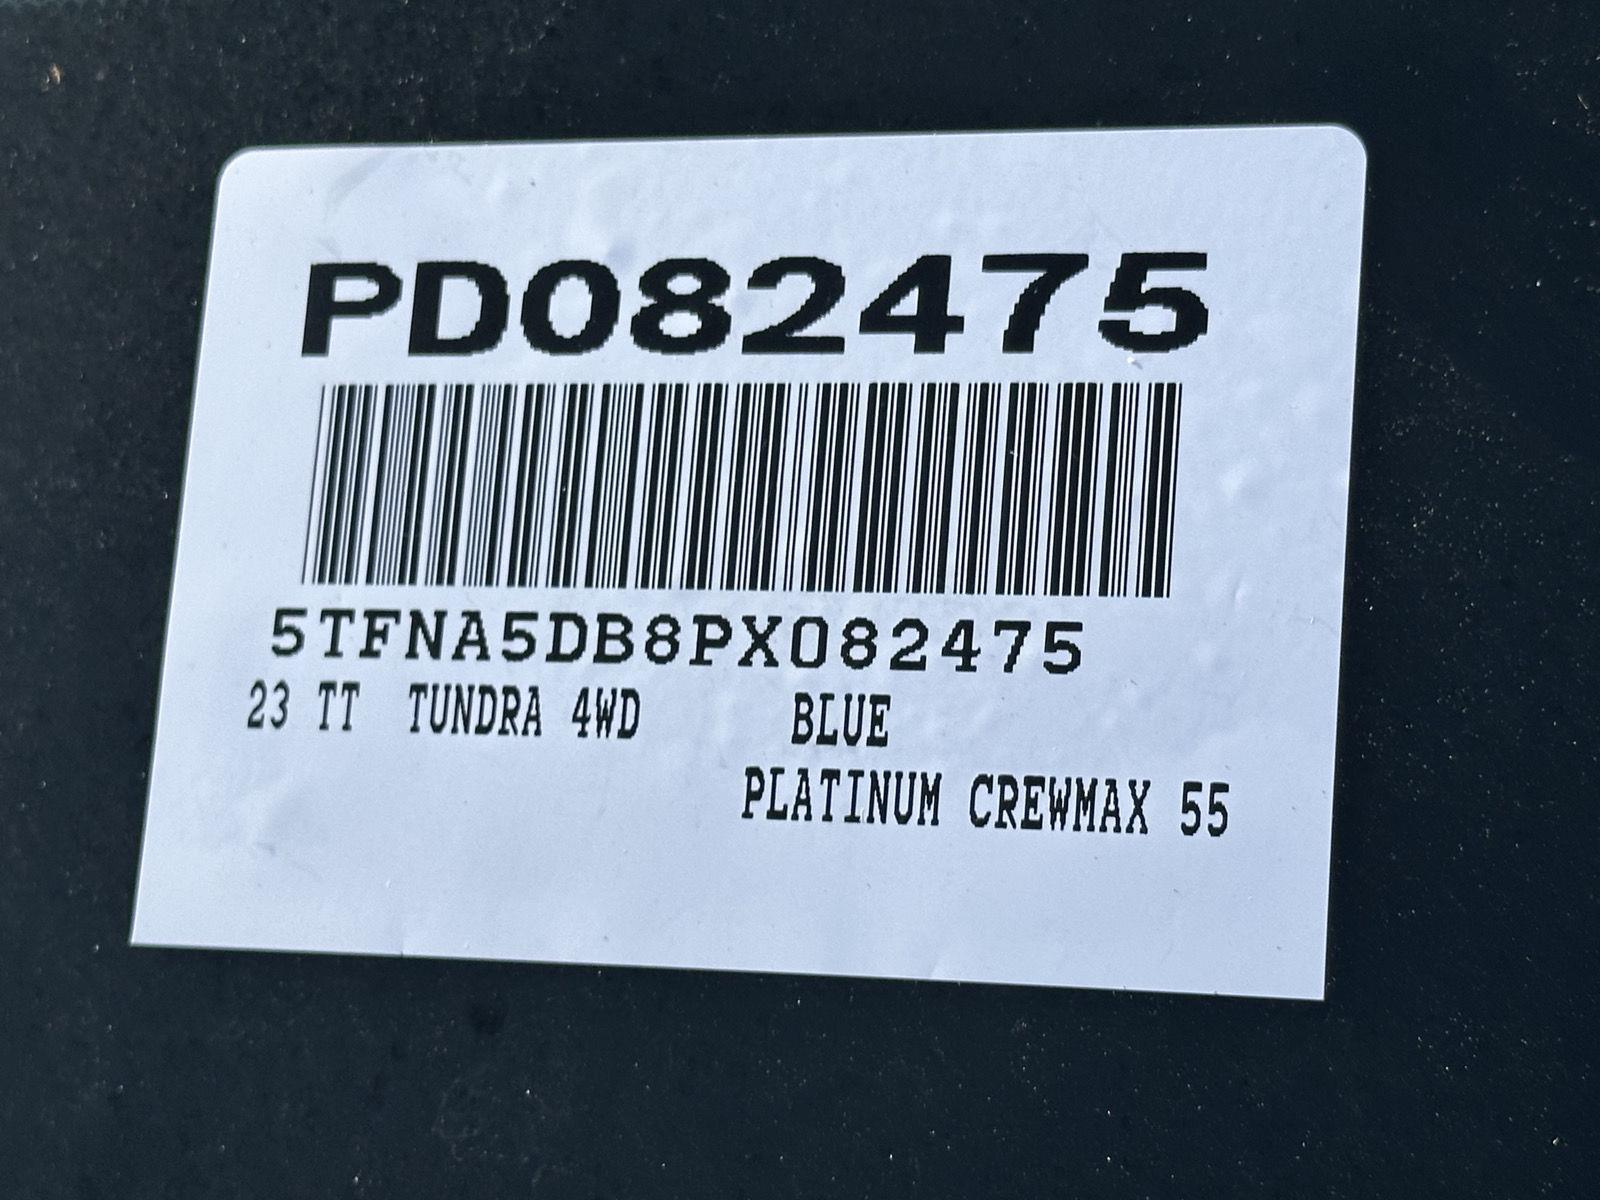 PD082475
5TFNA5DB8PX082475
23 TT TUNDRA 4WD BLUE
PLATINUM CREWMAX 55